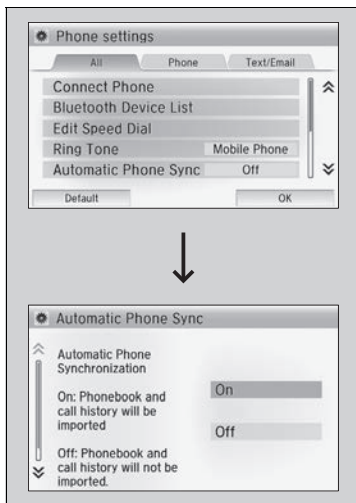 Phone settings
All Phone Text/Email
Connect Phone
Bluetooth Device List
Edit Speed Dial
Ring Tone Mobile Phone
Automatic Phone Sync Off
Default OK
Automatic Phone Sync
Automatic Phone
Synchronization
On: Phonebook and
call history will be
imported
Off: Phonebook and
call history will not be
imported.
On
Off